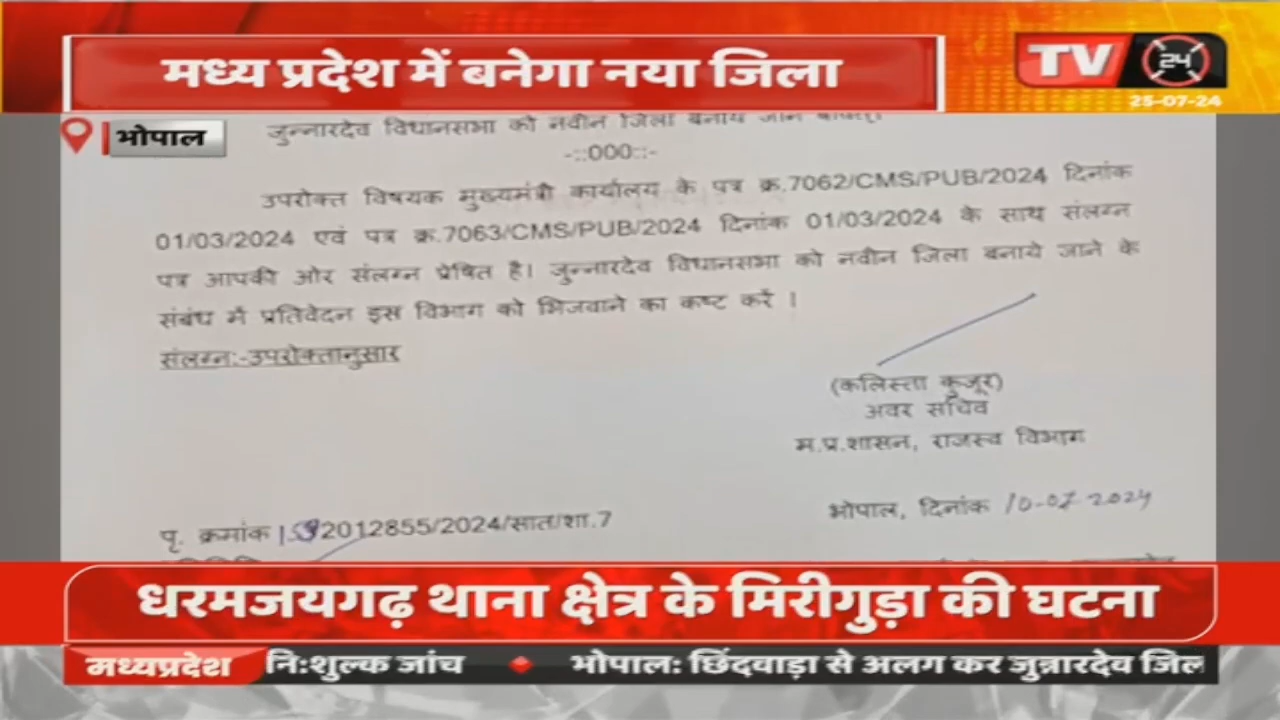 मध्य प्रदेश में बनेगा नया जिला
TV 24
25-07-24
भोपाल
जुन्नारदेव विधानसभा को नवीन जिला बनाये जाने
-::000::-
उपरोक्त विषयक मुख्यमंत्री कार्यालय के पत्र क्र.7062/CMS/PUB/2024 दिनांक
01/03/2024 एवं पत्र क्र.7063/CMS/PUB/2024 दिनांक 01/03/2024 के साथ संलग्न
पत्र आपकी ओर संलग्न प्रेषित है। जुन्नारदेव विधानसभा को नवीन जिला बनाये जाने के
संबंध में प्रतिवेदन इस विभाग को भिजवाने का कष्ट करें ।
संलग्न:-उपरोक्तानुसार
(कलिस्ता कुजूर)
अवर सचिव
म.प्र.शासन, राजस्व विभाग
भोपाल, दिनांक 10-07-2024
पृ. क्रमांक 2012855/2024/सात/शा.7
धरमजयगढ़ थाना क्षेत्र के मिरीगुड़ा की घटना
मध्यप्रदेश
नि:शुल्क जांच ◆ भोपाल: छिंदवाड़ा से अलग कर जुन्नारदेव जिल